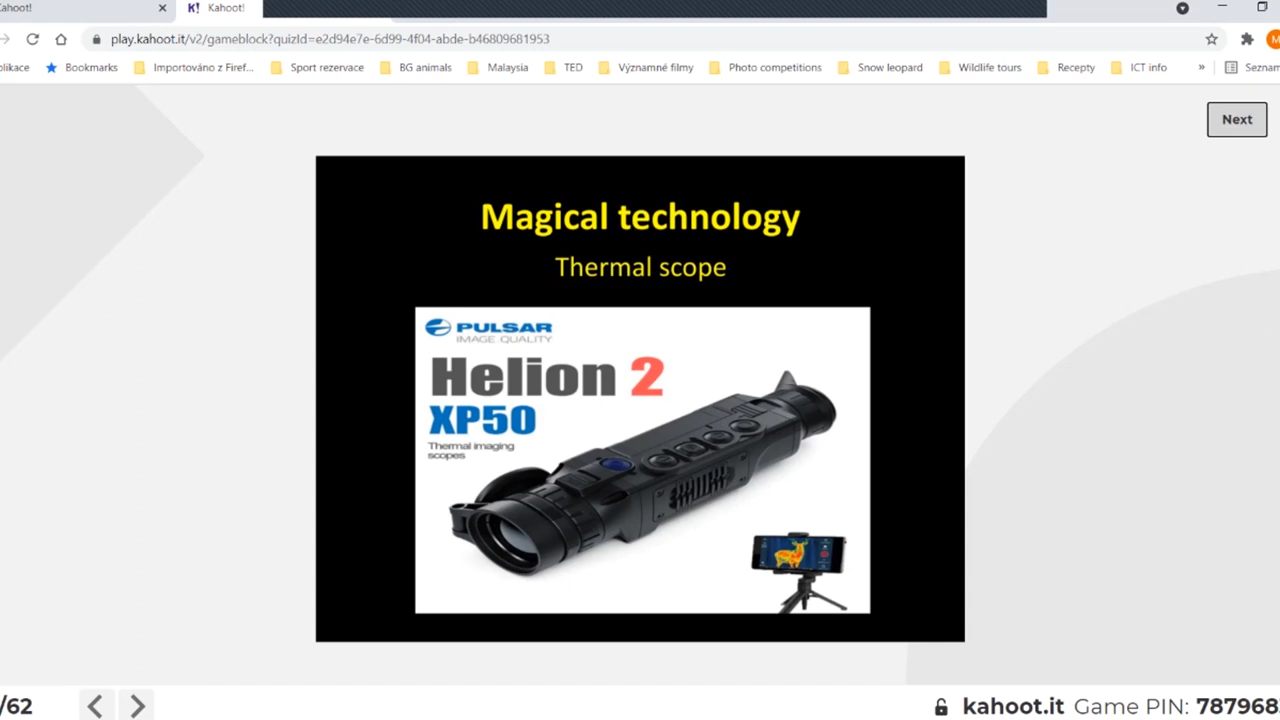 Kahoot!
Kahoot!
play.kahoot.it/v2/gameblock?quizId=e2d94e7e-6d99-4f04-abde-b46809681953
plikace
Bookmarks
Importováno z Firef...
Sport rezervace
BG animals
Malaysia
TED
Významné filmy
Photo competitions
Snow leopard
Wildlife tours
Recepty
ICT info
»
Seznam
Next
Magical technology
Thermal scope
PULSAR
IMAGE QUALITY
Helion 2
XP50
Thermal imaging
scopes
/62
kahoot.it Game PIN: 787968